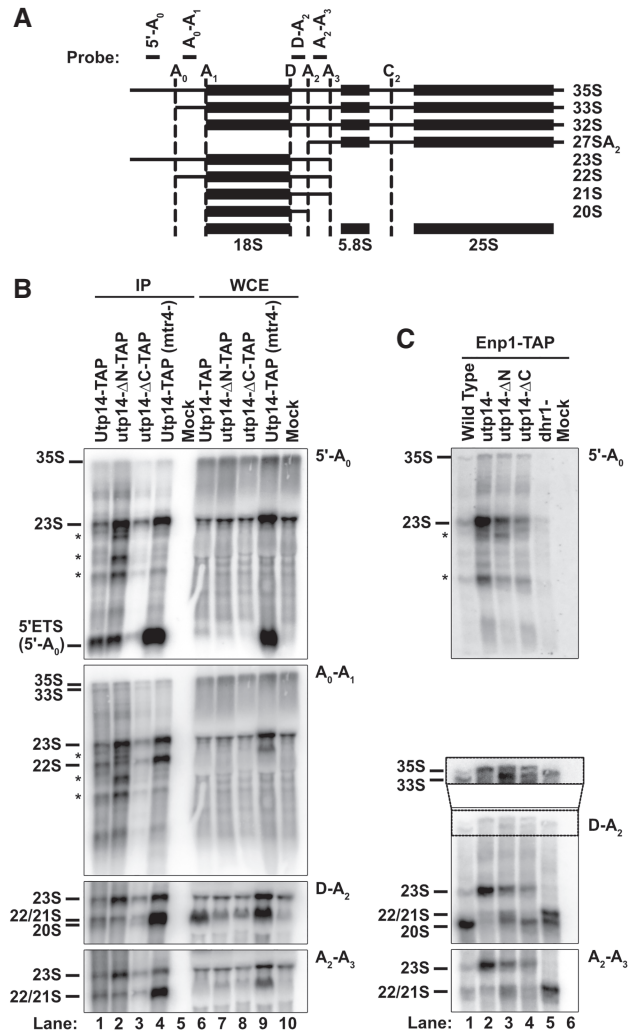 A
Probe: 5'-A0 A0-A1 D-A2 A2-A3
A0 A1 D A2 A3 C2
35S
33S
32S
27SA2
23S
22S
21S
20S
18S 5.8S 25S
B
IP WCE
Utp14-TAP
utp14-ΔN-TAP
utp14-ΔC-TAP
Utp14-TAP (mtr4-)
Mock
Utp14-TAP
utp14-ΔN-TAP
utp14-ΔC-TAP
Utp14-TAP (mtr4-)
Mock
35S
5'-A0
23S
*
*
*
5'ETS
(5'-A0)
A0-A1
35S
33S
23S
*
22S
*
*
D-A2
23S
22/21S
20S
A2-A3
23S
22/21S
Lane: 1 2 3 4 5 6 7 8 9 10
C
Enp1-TAP
Wild Type
utp14-
utp14-ΔN
utp14-ΔC
dhr1-
Mock
35S
5'-A0
23S
*
*
35S
33S
D-A2
23S
22/21S
20S
A2-A3
23S
22/21S
Lane: 1 2 3 4 5 6